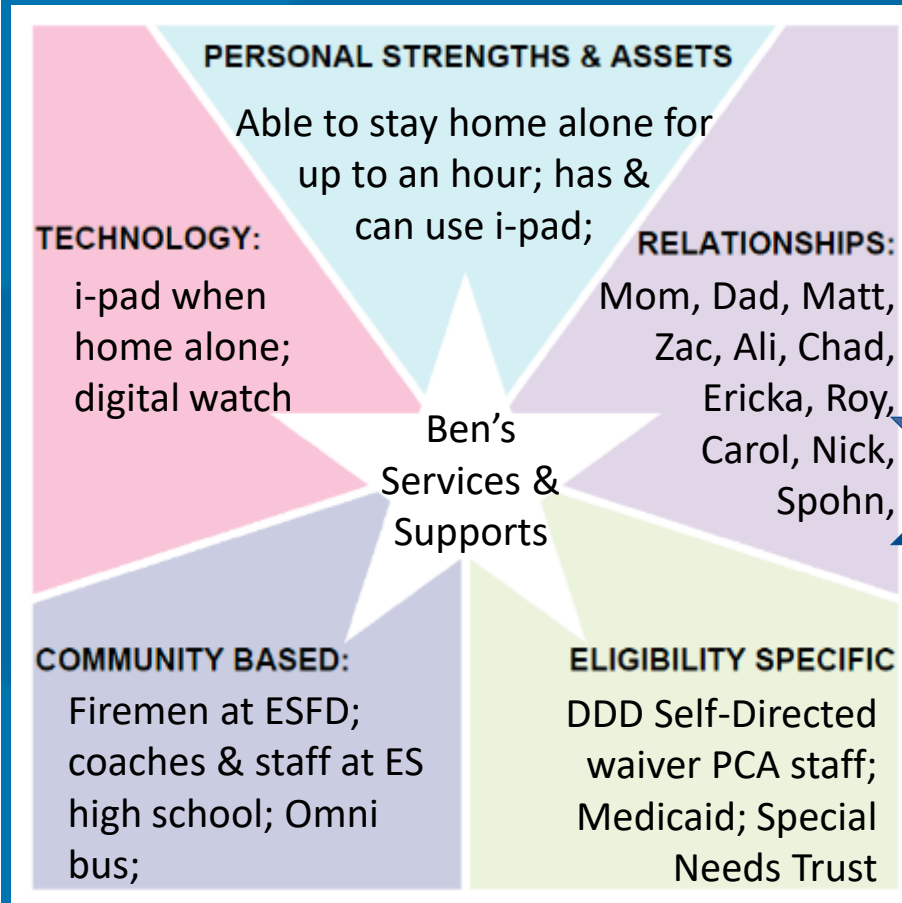 PERSONAL STRENGTHS & ASSETS
Able to stay home alone for
up to an hour; has &
can use i-pad;
TECHNOLOGY:
i-pad when
home alone;
digital watch
RELATIONSHIPS:
Mom, Dad, Matt,
Zac, Ali, Chad,
Ericka, Roy,
Carol, Nick,
Spohn,
Ben’s
Services &
Supports
COMMUNITY BASED:
Firemen at ESFD;
coaches & staff at ES
high school; Omni
bus;
ELIGIBILITY SPECIFIC
DDD Self-Directed
waiver PCA staff;
Medicaid; Special
Needs Trust